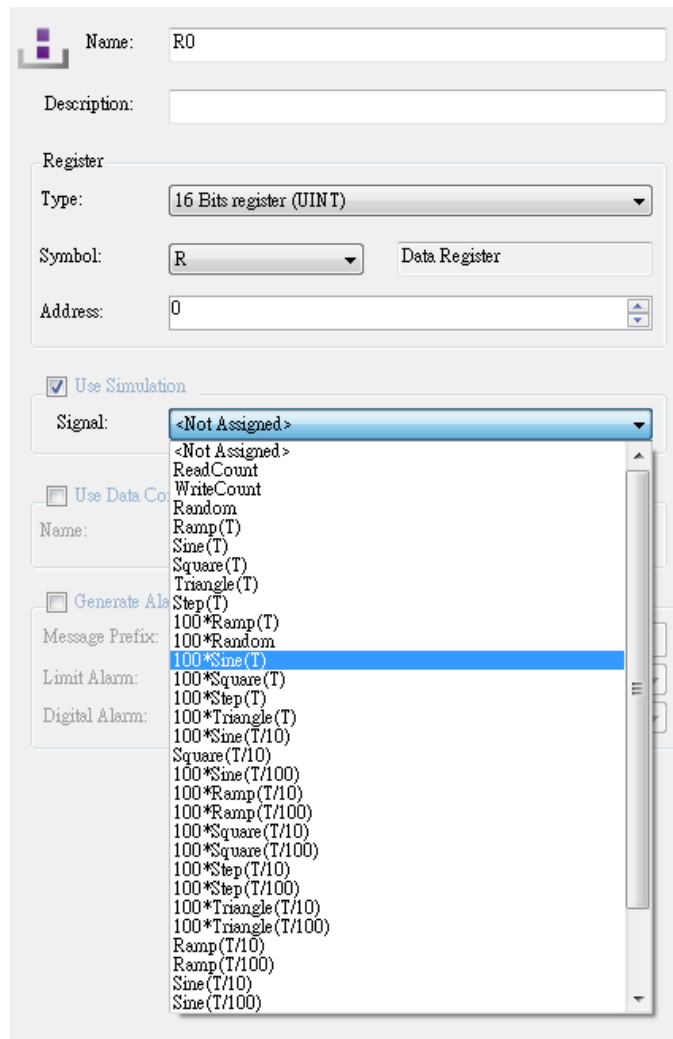 Name: R0
Description:
Register
Type: 16 Bits register (UINT)
Symbol: R Data Register
Address: 0
Use Simulation
Signal: <Not Assigned>
<Not Assigned>
ReadCount
WriteCount
Use Data Co
Random
Name: Ramp(T)
Sine(T)
Square(T)
Triangle(T)
Generate Ala
Step(T)
100*Ramp(T)
Message Prefix: 100*Random
100*Sine(T)
Limit Alarm: 100*Square(T)
100*Step(T)
Digital Alarm: 100*Triangle(T)
100*Sine(T/10)
Square(T/10)
100*Sine(T/100)
100*Ramp(T/10)
100*Ramp(T/100)
100*Square(T/10)
100*Square(T/100)
100*Step(T/10)
100*Step(T/100)
100*Triangle(T/10)
100*Triangle(T/100)
Ramp(T/10)
Ramp(T/100)
Sine(T/10)
Sine(T/100)